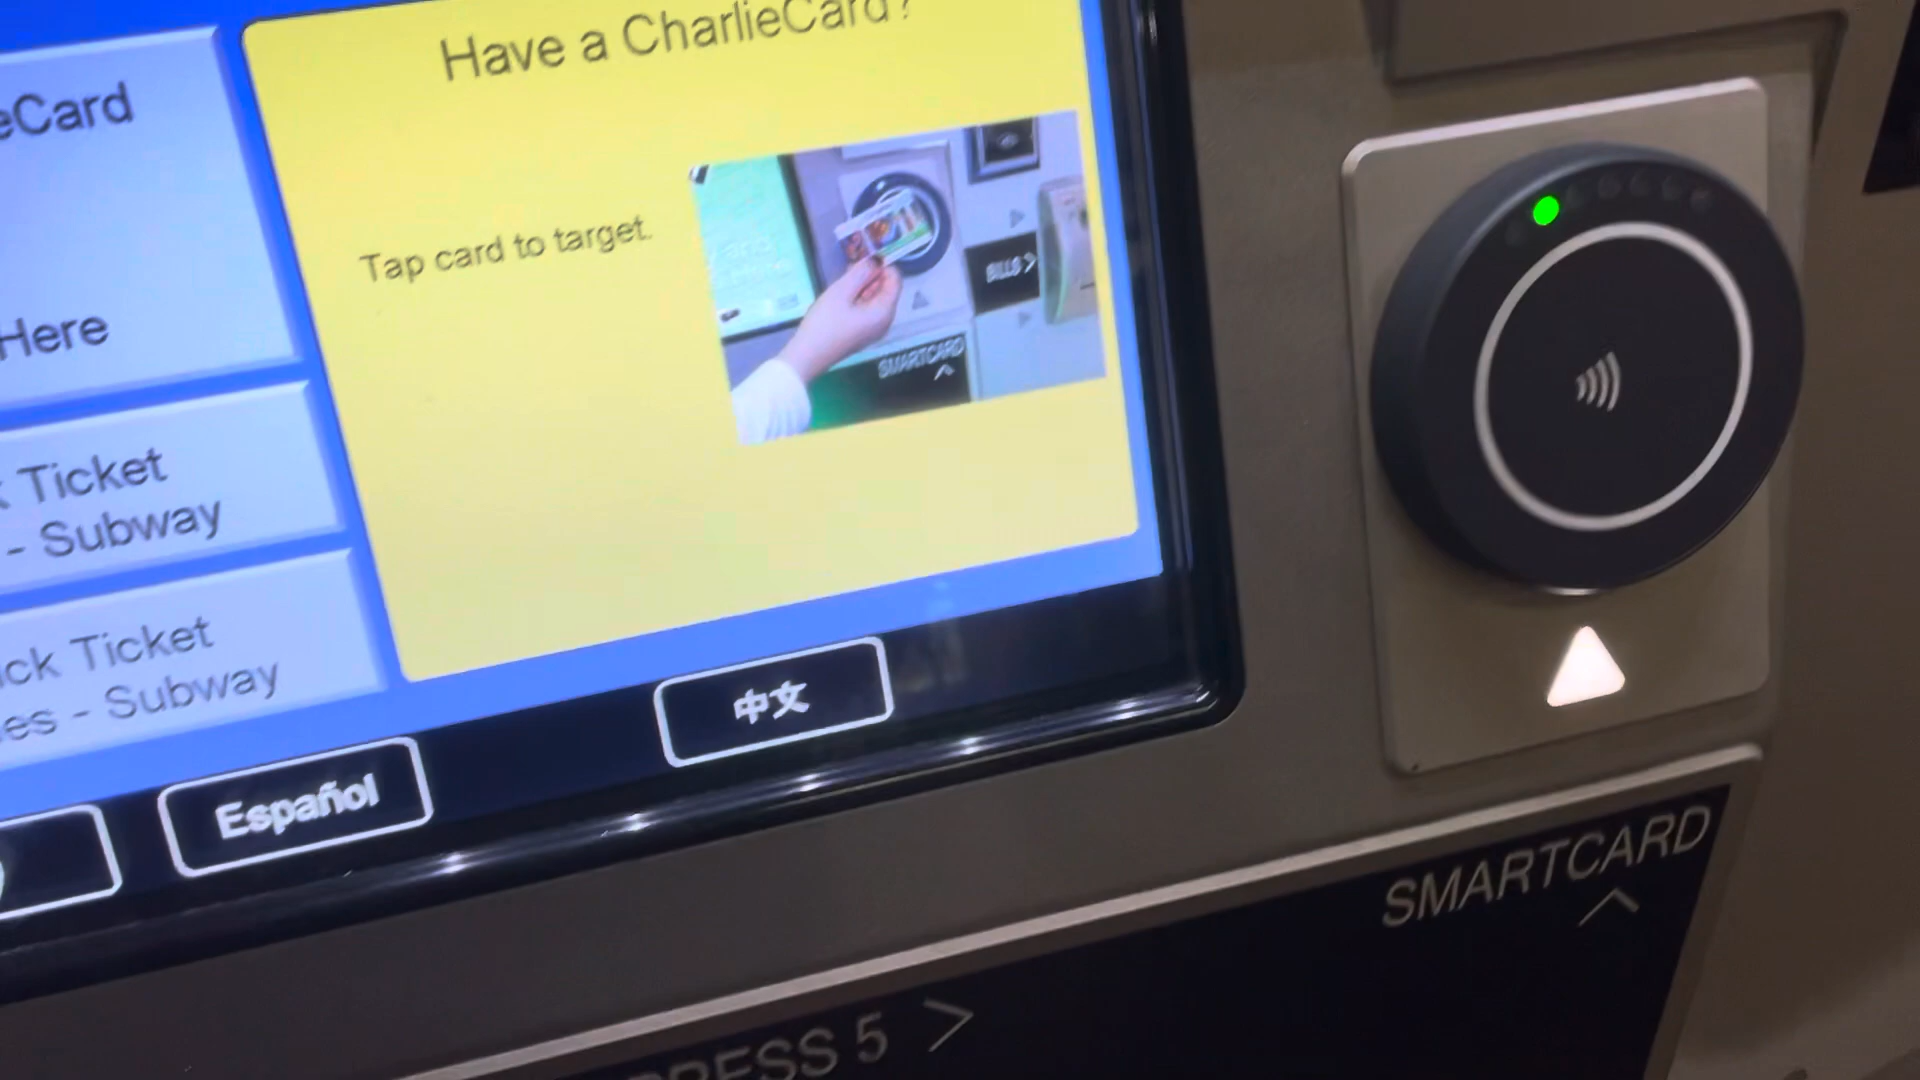 Have a CharlieCard?
eCard
Tap card to target.
Here
BILLS >
SMARTCARD
Ticket
- Subway
ck Ticket
es - Subway
中文
Español
SMARTCARD
PRESS 5 >